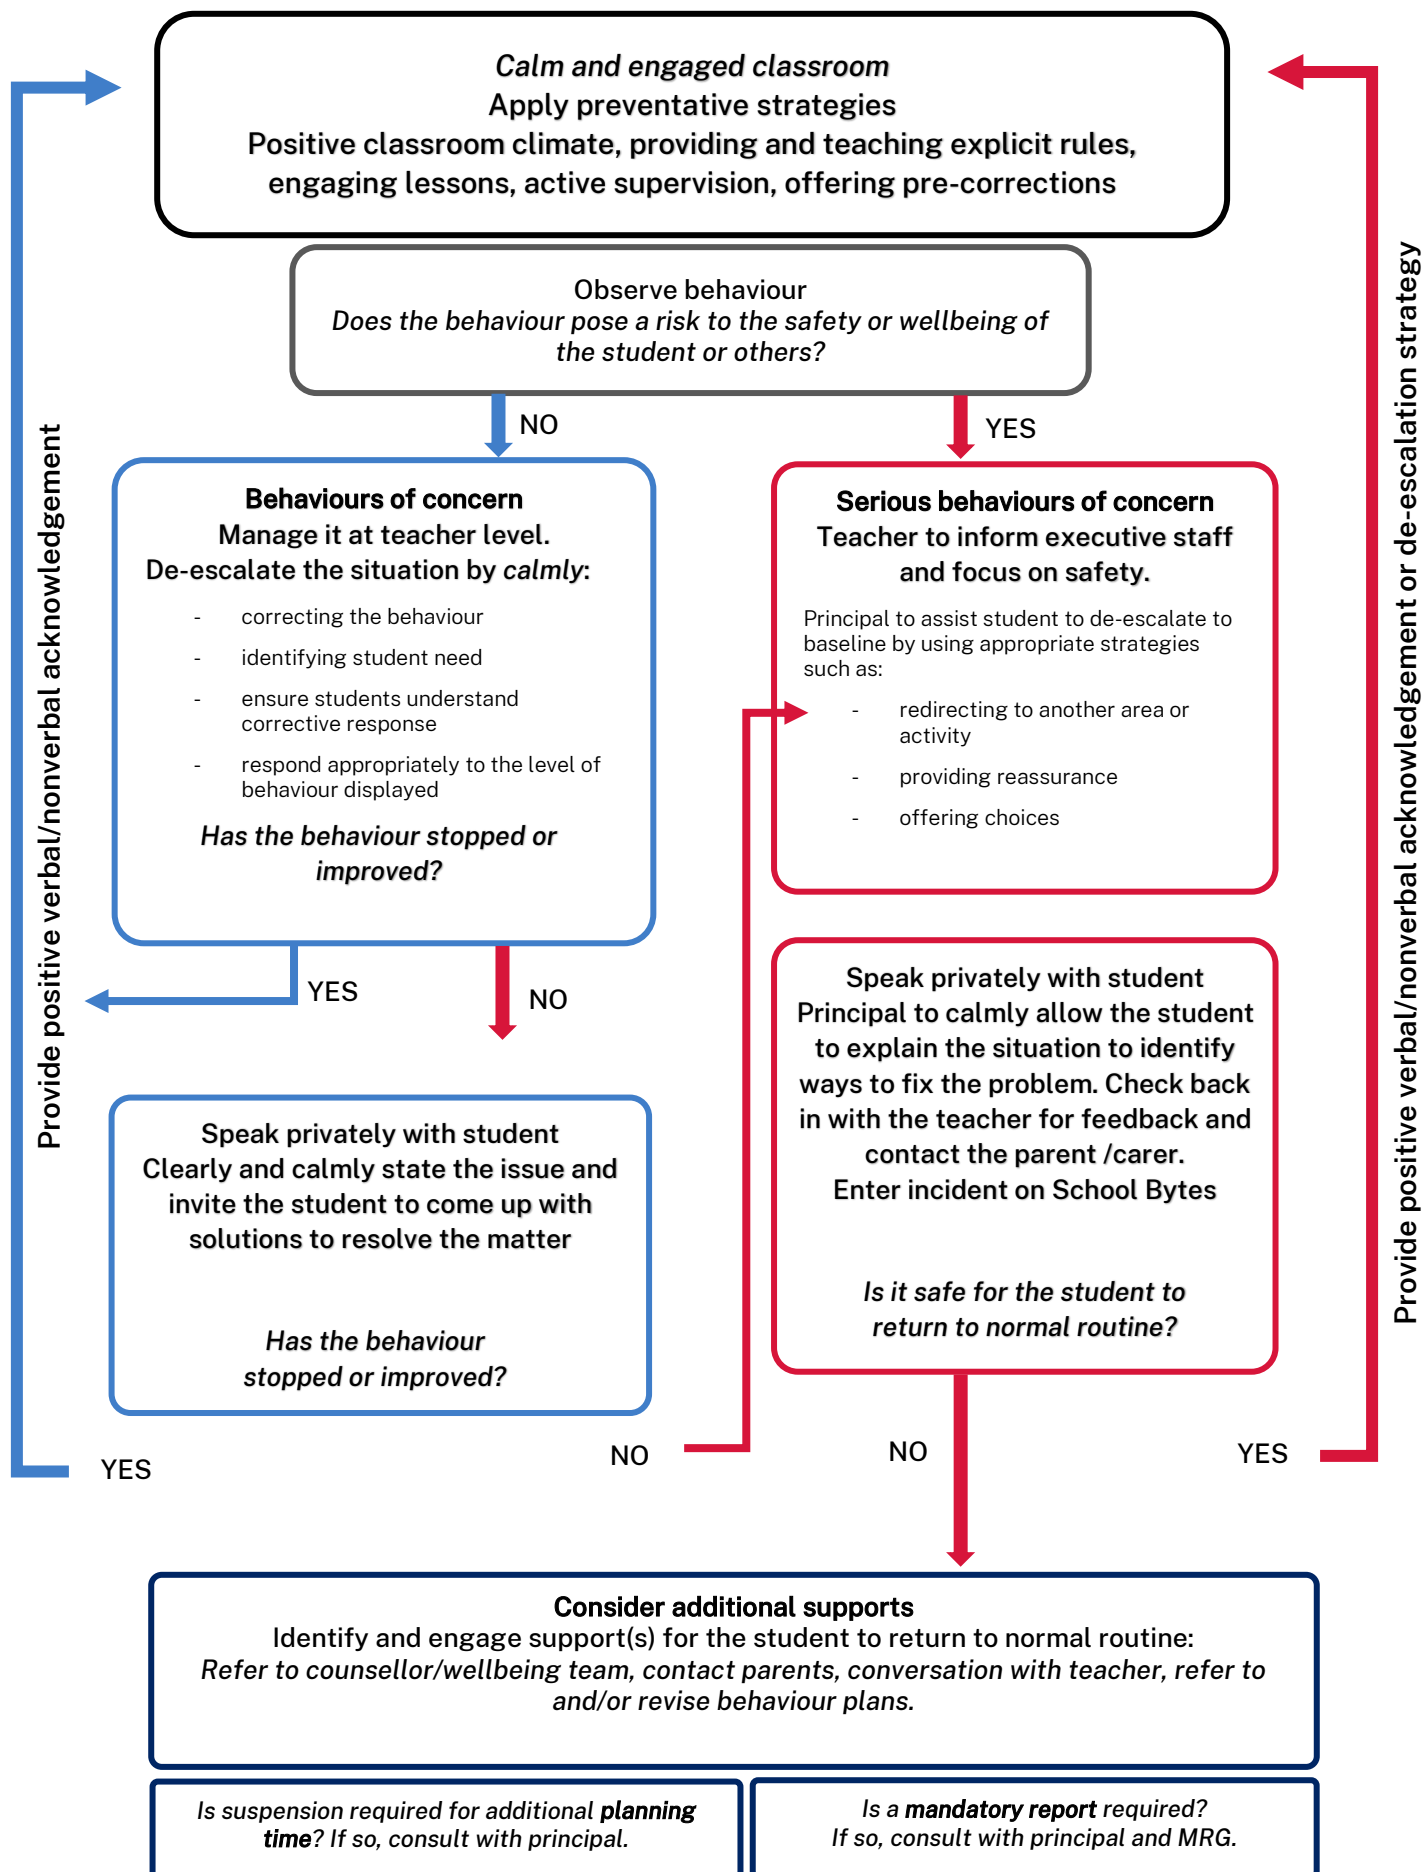 Calm and engaged classroom
Apply preventative strategies
Positive classroom climate, providing and teaching explicit rules,
engaging lessons, active supervision, offering pre-corrections
Observe behaviour
Does the behaviour pose a risk to the safety or wellbeing of
the student or others?
NO
YES
Behaviours of concern
Manage it at teacher level.
De-escalate the situation by calmly:
- correcting the behaviour
- identifying student need
- ensure students understand
corrective response
- respond appropriately to the level of
behaviour displayed
Has the behaviour stopped or
improved?
YES
NO
Serious behaviours of concern
Teacher to inform executive staff
and focus on safety.
Principal to assist student to de-escalate to
baseline by using appropriate strategies
such as:
- redirecting to another area or
activity
- providing reassurance
- offering choices
Speak privately with student
Clearly and calmly state the issue and
invite the student to come up with
solutions to resolve the matter
Has the behaviour
stopped or improved?
YES
NO
Speak privately with student
Principal to calmly allow the student
to explain the situation to identify
ways to fix the problem. Check back
in with the teacher for feedback and
contact the parent /carer.
Enter incident on School Bytes
Is it safe for the student to
return to normal routine?
NO
YES
Provide positive verbal/nonverbal acknowledgement
Provide positive verbal/nonverbal acknowledgement or de-escalation strategy
Consider additional supports
Identify and engage support(s) for the student to return to normal routine:
Refer to counsellor/wellbeing team, contact parents, conversation with teacher, refer to
and/or revise behaviour plans.
Is suspension required for additional planning
time? If so, consult with principal.
Is a mandatory report required?
If so, consult with principal and MRG.